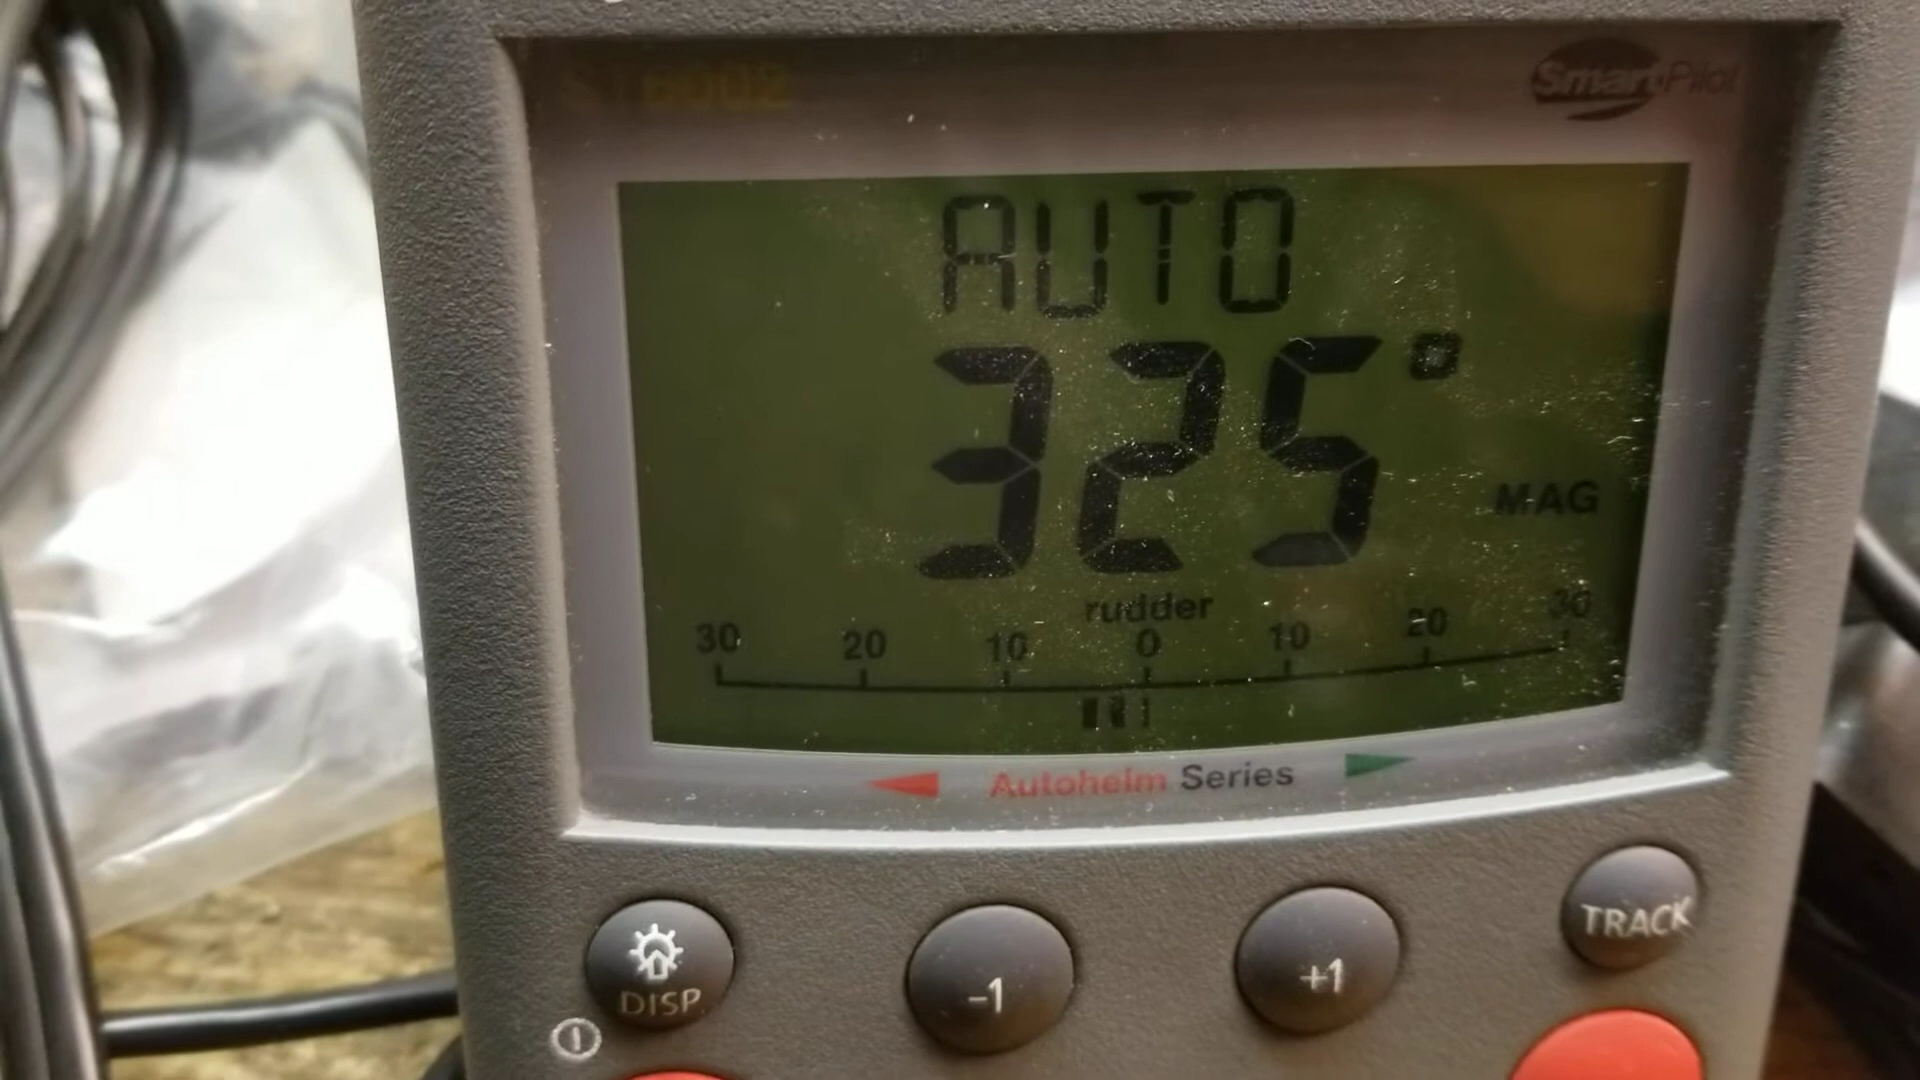 SmartPilot
AUTO
325°
MAG
rudder
30 20 10 0 10 20 30
Autohelm Series
DISP
-1
+1
TRACK